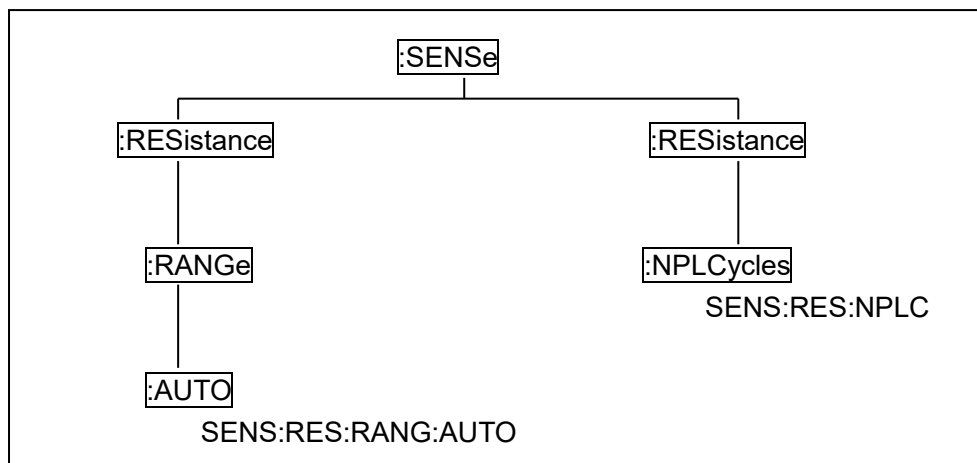 :SENSe
:RESistance
:RESistance
:RANGe
:NPLCycles
SENS:RES:NPLC
:AUTO
SENS:RES:RANG:AUTO